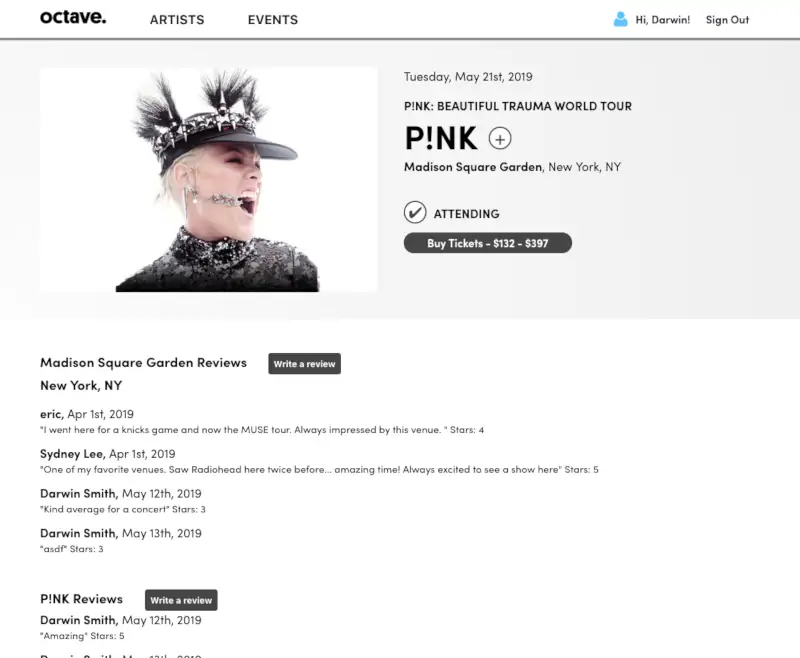 octave. ARTISTS EVENTS Hi, Darwin! Sign Out
Tuesday, May 21st, 2019
P!NK: BEAUTIFUL TRAUMA WORLD TOUR
P!NK
Madison Square Garden, New York, NY
ATTENDING
Buy Tickets - $132 - $397
Madison Square Garden Reviews Write a review
New York, NY
eric, Apr 1st, 2019
"I went here for a knicks game and now the MUSE tour. Always impressed by this venue. " Stars: 4
Sydney Lee, Apr 1st, 2019
"One of my favorite venues. Saw Radiohead here twice before... amazing time! Always excited to see a show here" Stars: 5
Darwin Smith, May 12th, 2019
"Kind average for a concert" Stars: 3
Darwin Smith, May 13th, 2019
"asdf" Stars: 3
P!NK Reviews Write a review
Darwin Smith, May 12th, 2019
"Amazing" Stars: 5
Darwin Smith, May 13th, 2019